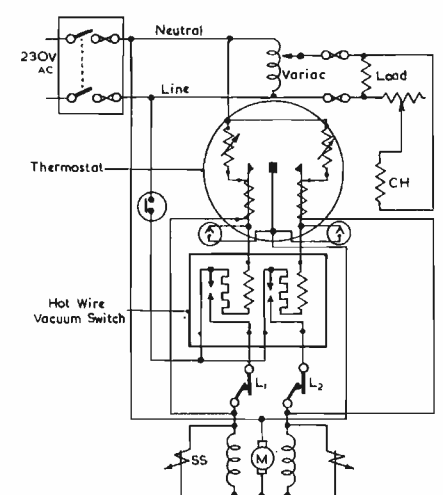 Neutral
230V
AC
Variac
Load
Line
Thermostat
CH
A
A
Hot Wire
Vacuum Switch
L1
L2
SS
M